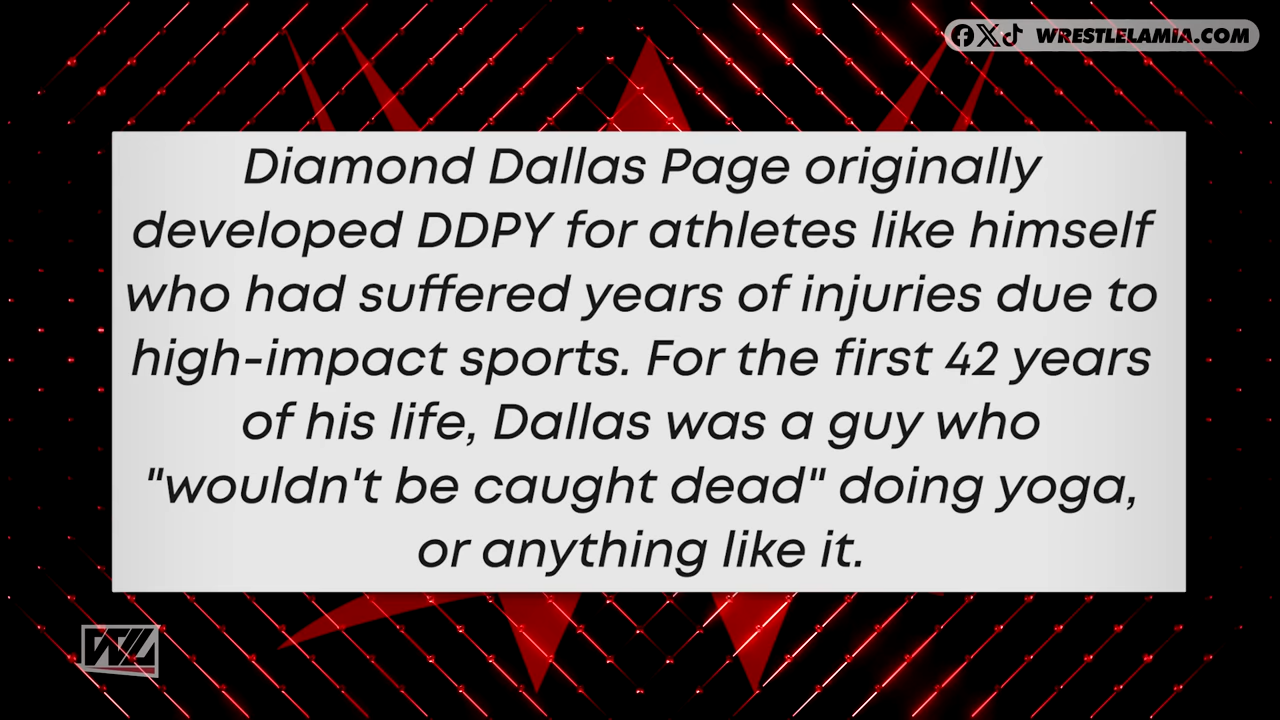 WRESTLELAMIA.COM
Diamond Dallas Page originally
developed DDPY for athletes like himself
who had suffered years of injuries due to
high-impact sports. For the first 42 years
of his life, Dallas was a guy who
"wouldn't be caught dead" doing yoga,
or anything like it.
WL